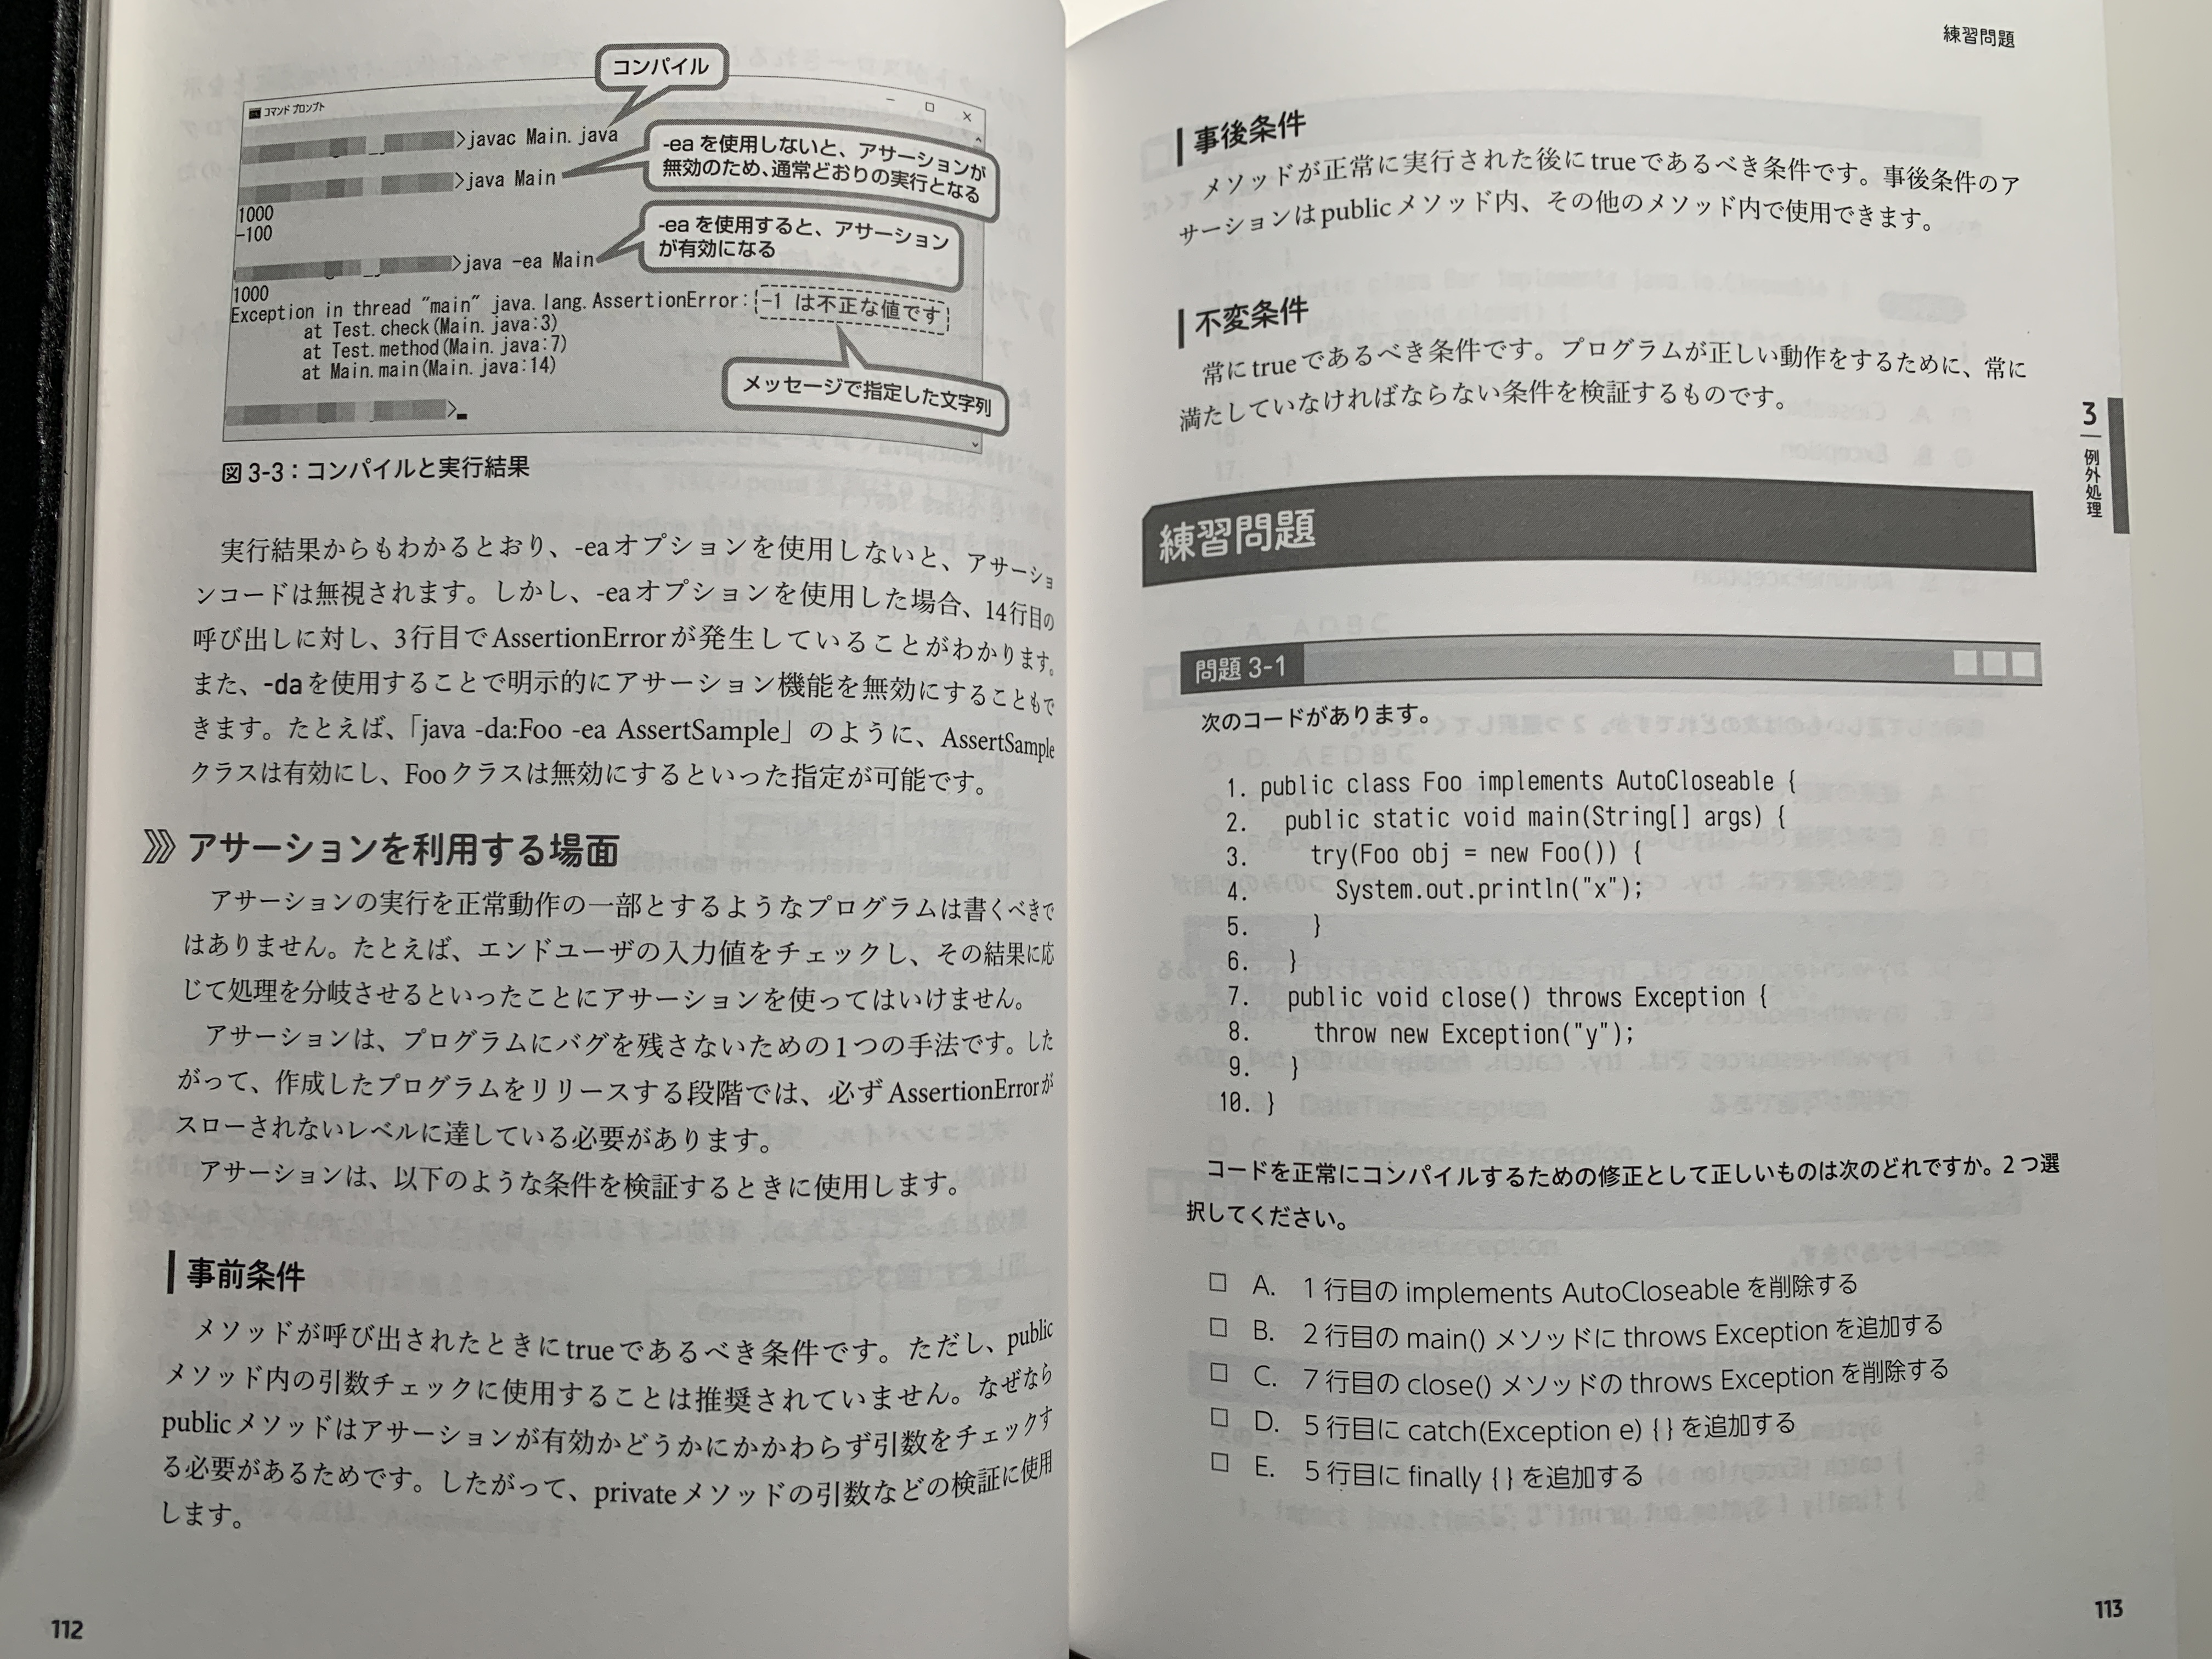 コンパイル
コマンド プロンプト
>javac Main.java
-ea を使用しないと、アサーションが
無効のため、通常どおりの実行となる
>java Main
1000
-100
-ea を使用すると、アサーション
が有効になる
>java -ea Main
1000
Exception in thread "main" java.lang.AssertionError: -1 は不正な値です
at Test.check(Main.java:3)
at Test.method(Main.java:7)
at Main.main(Main.java:14)
メッセージで指定した文字列
>_
図 3-3：コンパイルと実行結果
実行結果からもわかるとおり、-eaオプションを使用しないと、アサーショ
ンコードは無視されます。しかし、-eaオプションを使用した場合、14行目の
呼び出しに対し、3行目でAssertionErrorが発生していることがわかります。
また、-daを使用することで明示的にアサーション機能を無効にすることもで
きます。たとえば、「java -da:Foo -ea AssertSample」のように、AssertSample
クラスは有効にし、Fooクラスは無効にするといった指定が可能です。
アサーションを利用する場面
アサーションの実行を正常動作の一部とするようなプログラムは書くべきで
はありません。たとえば、エンドユーザの入力値をチェックし、その結果に応
じて処理を分岐させるといったことにアサーションを使ってはいけません。
アサーションは、プログラムにバグを残さないための1つの手法です。した
がって、作成したプログラムをリリースする段階では、必ずAssertionErrorが
スローされないレベルに達している必要があります。
アサーションは、以下のような条件を検証するときに使用します。
事前条件
メソッドが呼び出されたときにtrueであるべき条件です。ただし、public
メソッド内の引数チェックに使用することは推奨されていません。なぜなら
publicメソッドはアサーションが有効かどうかにかかわらず引数をチェックす
る必要があるためです。したがって、privateメソッドの引数などの検証に使用
します。
112
練習問題
事後条件
メソッドが正常に実行された後にtrueであるべき条件です。事後条件のア
サーションはpublicメソッド内、その他のメソッド内で使用できます。
不変条件
常にtrueであるべき条件です。プログラムが正しい動作をするために、常に
満たしていなければならない条件を検証するものです。
3
例外処理
練習問題
問題 3-1
次のコードがあります。
1. public class Foo implements AutoCloseable {
2. public static void main(String[] args) {
3. try(Foo obj = new Foo()) {
4. System.out.println("x");
5. }
6. }
7. public void close() throws Exception {
8. throw new Exception("y");
9. }
10. }
コードを正常にコンパイルするための修正として正しいものは次のどれですか。2 つ選
択してください。
□ A. 1 行目の implements AutoCloseable を削除する
□ B. 2 行目の main() メソッドに throws Exception を追加する
□ C. 7 行目の close() メソッドの throws Exception を削除する
□ D. 5 行目に catch(Exception e) { } を追加する
□ E. 5 行目に finally { } を追加する
113